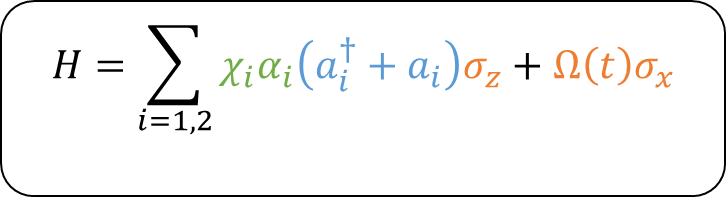 H = ∑_{i=1,2} χ_i α_i (a_i^† + a_i) σ_z + Ω(t) σ_x